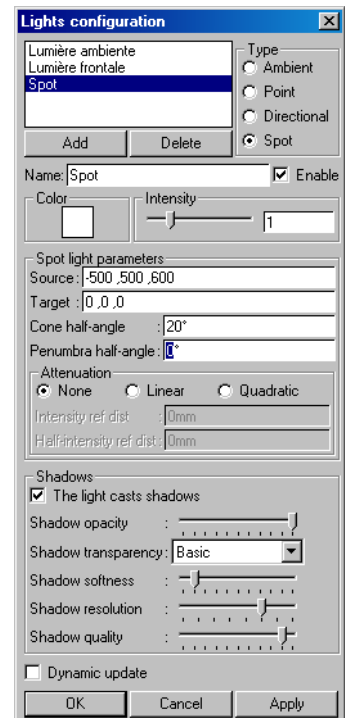 Lights configuration
Lumière ambiente
Lumière frontale
Spot
Type
Ambient
Point
Directional
Spot
Add Delete
Name: Spot Enable
Color Intensity
1
Spot light parameters
Source : -500 ,500 ,600
Target : 0 ,0 ,0
Cone half-angle : 20°
Penumbra half-angle : 0°
Attenuation
None Linear Quadratic
Intensity ref dist : 0mm
Half-intensity ref dist : 0mm
Shadows
The light casts shadows
Shadow opacity :
Shadow transparency : Basic
Shadow softness :
Shadow resolution :
Shadow quality :
Dynamic update
OK Cancel Apply